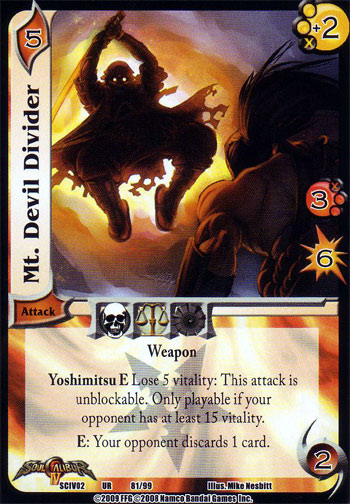 5
+2
X
Mt. Devil Divider
3
6
Attack
Weapon
Yoshimitsu E Lose 5 vitality: This attack is
unblockable. Only playable if your
opponent has at least 15 vitality.
E: Your opponent discards 1 card.
SOULCALIBUR
IV
2
SCIV02 UR 81/99 Illus. Mike Nesbitt
©2009 FFG ©2008 Namco Bandai Games Inc.